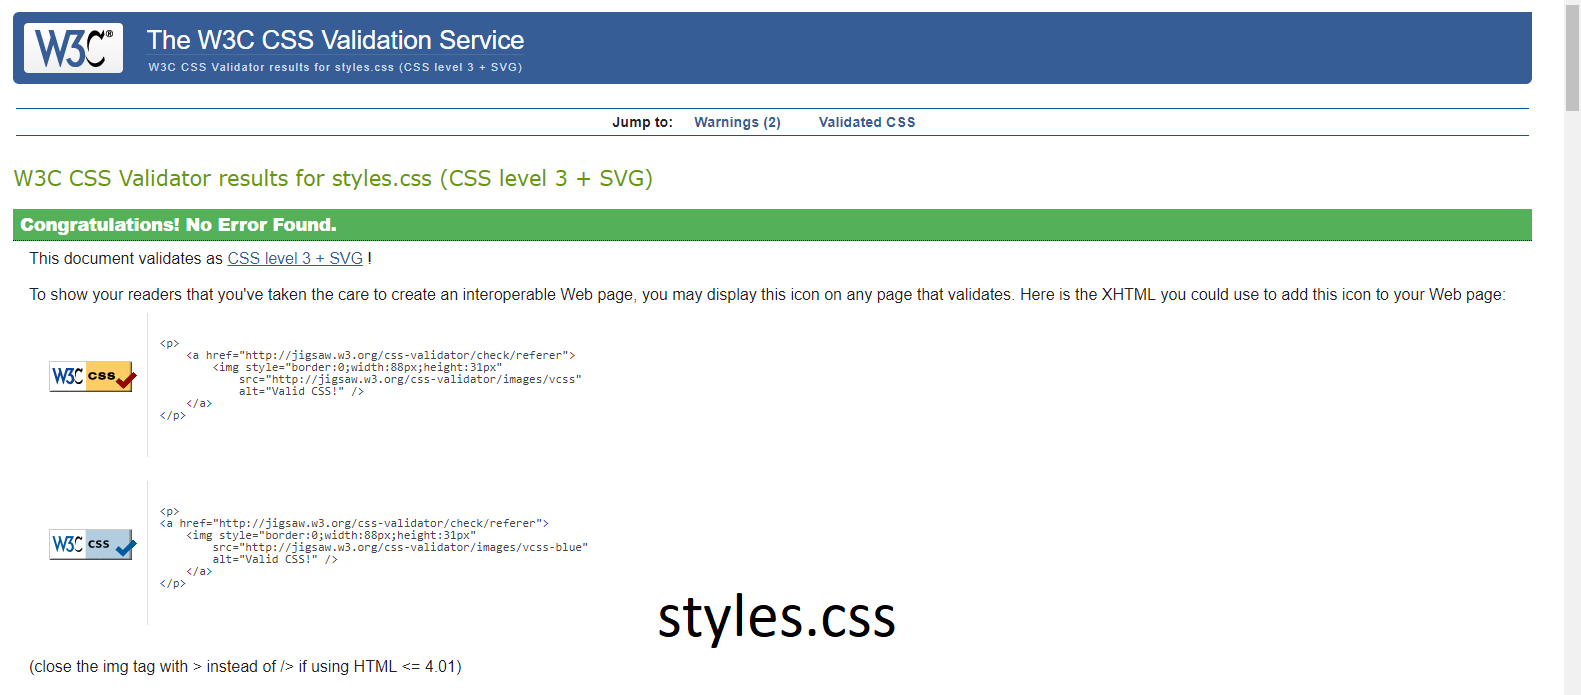 W3C®
The W3C CSS Validation Service
W3C CSS Validator results for styles.css (CSS level 3 + SVG)
Jump to: Warnings (2) Validated CSS
W3C CSS Validator results for styles.css (CSS level 3 + SVG)
Congratulations! No Error Found.
This document validates as CSS level 3 + SVG !
To show your readers that you've taken the care to create an interoperable Web page, you may display this icon on any page that validates. Here is the XHTML you could use to add this icon to your Web page:
W3C css
<p>
    <a href="http://jigsaw.w3.org/css-validator/check/referer">
        <img style="border:0;width:88px;height:31px"
            src="http://jigsaw.w3.org/css-validator/images/vcss"
            alt="Valid CSS!" />
    </a>
</p>
W3C css
<p>
<a href="http://jigsaw.w3.org/css-validator/check/referer">
    <img style="border:0;width:88px;height:31px"
        src="http://jigsaw.w3.org/css-validator/images/vcss-blue"
        alt="Valid CSS!" />
    </a>
</p>
styles.css
(close the img tag with > instead of /> if using HTML <= 4.01)